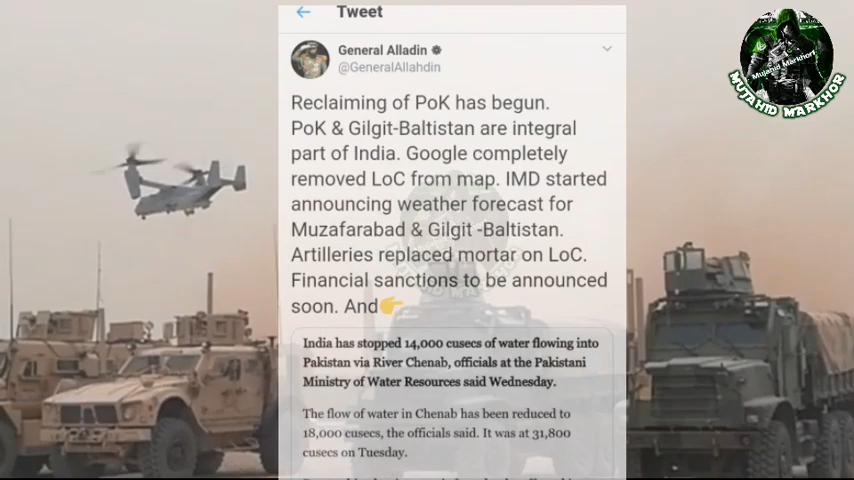 Tweet
General Alladin
@GeneralAllahdin
Reclaiming of PoK has begun.
PoK & Gilgit-Baltistan are integral
part of India. Google completely
removed LoC from map. IMD started
announcing weather forecast for
Muzafarabad & Gilgit -Baltistan.
Artilleries replaced mortar on LoC.
Financial sanctions to be announced
soon. And👉
India has stopped 14,000 cusecs of water flowing into
Pakistan via River Chenab, officials at the Pakistani
Ministry of Water Resources said Wednesday.
The flow of water in Chenab has been reduced to
18,000 cusecs, the officials said. It was at 31,800
cusecs on Tuesday.
Mujahid Markhor
MUJAHID MARKHOR
MUJAHID MARKHOR